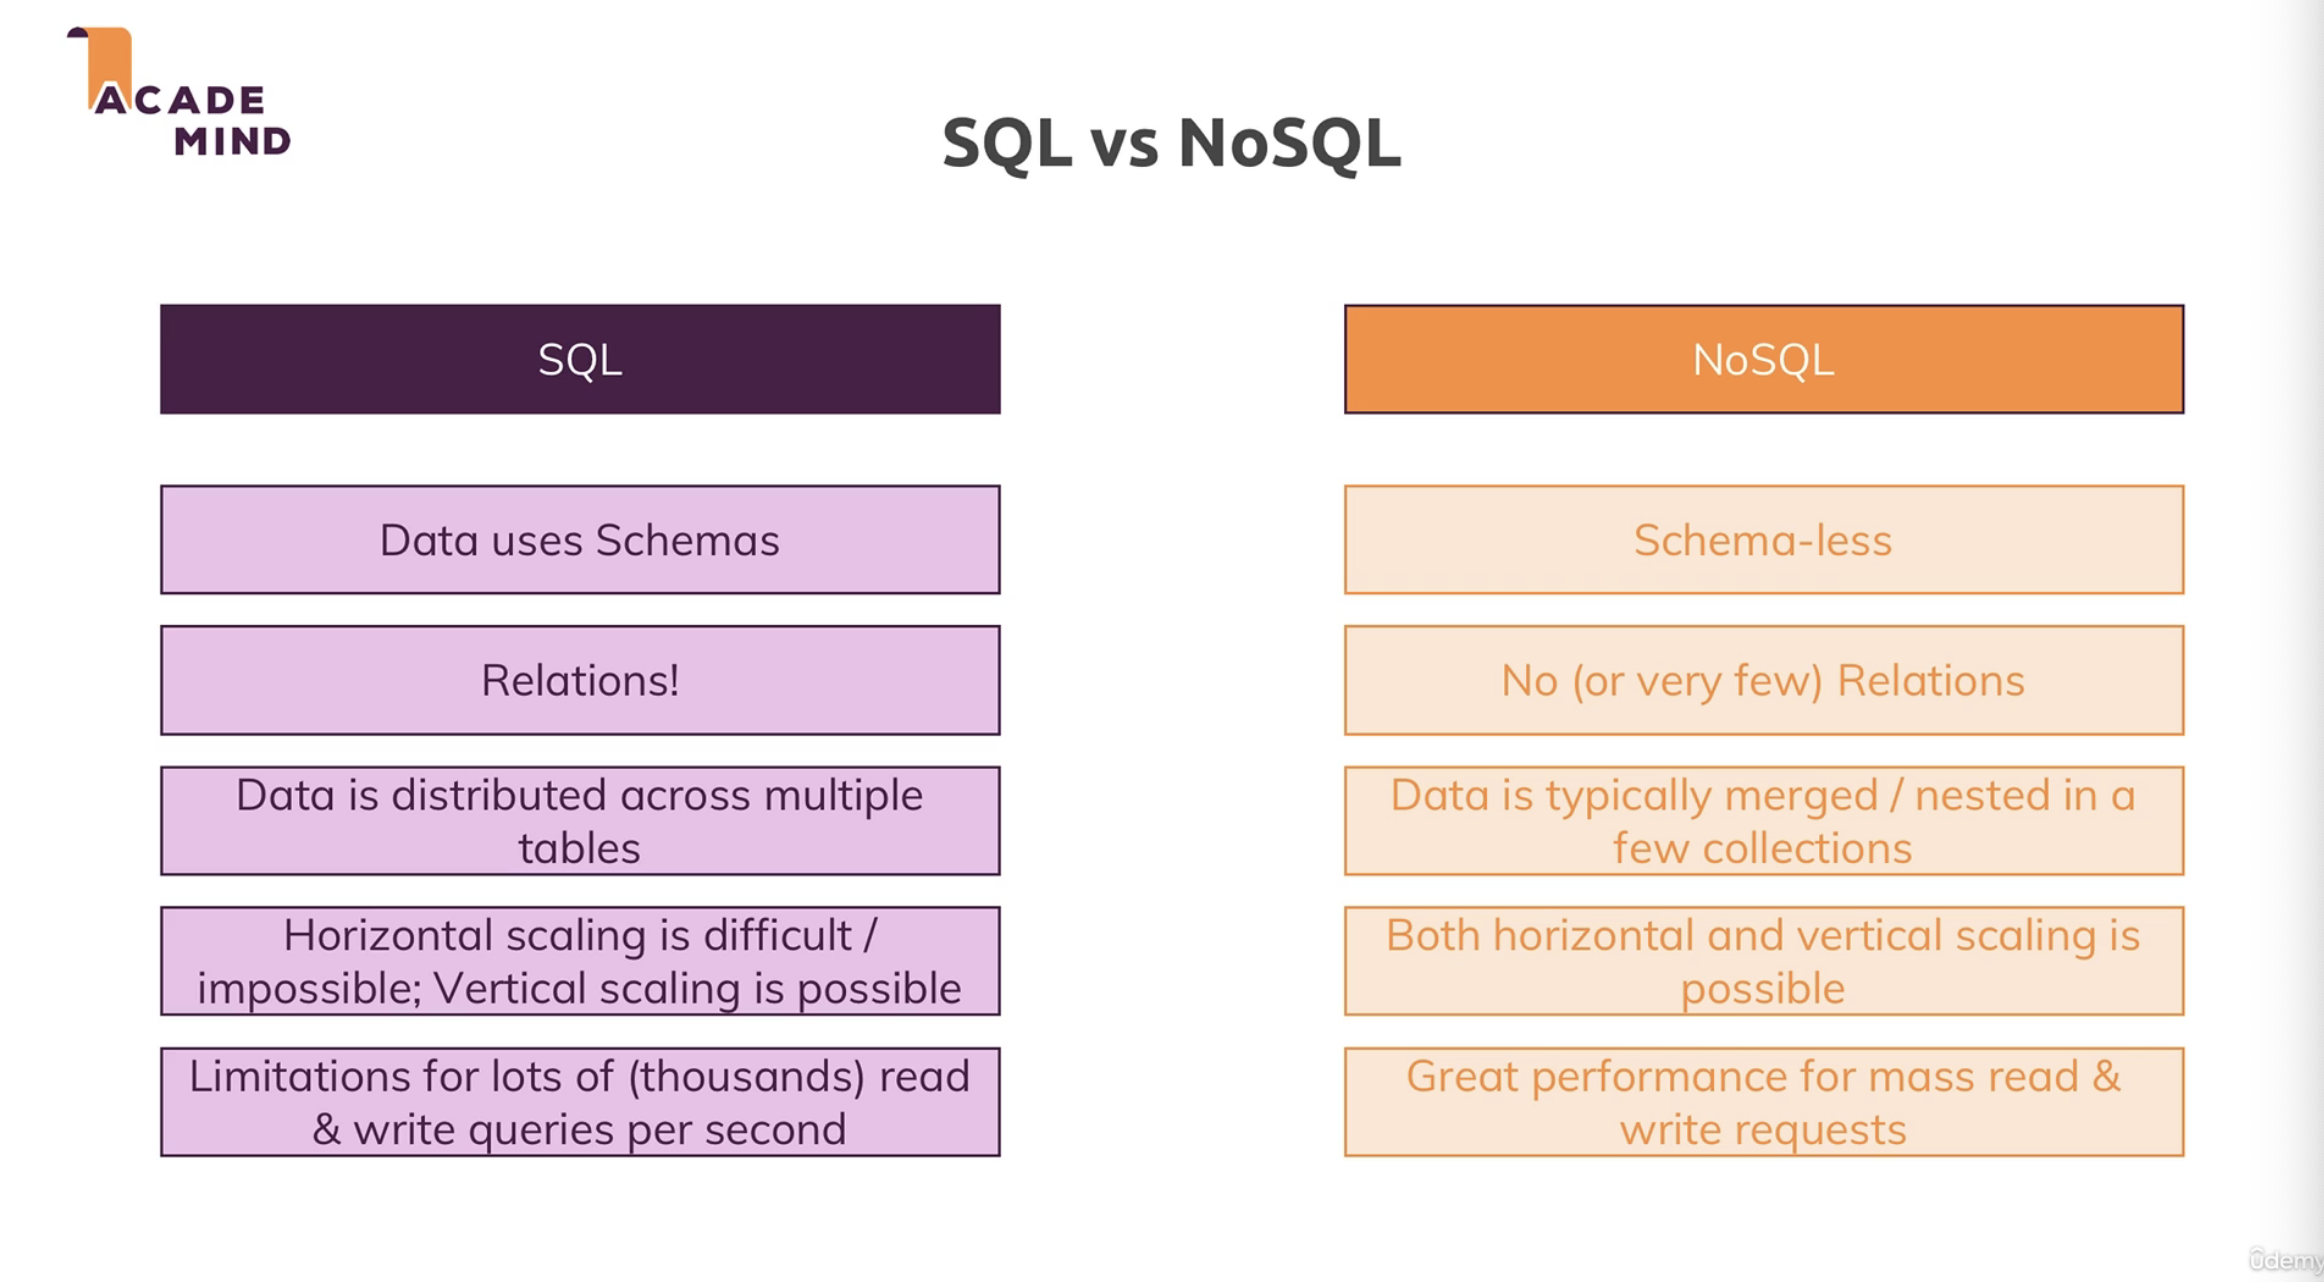 ACADE
MIND
SQL vs NoSQL
SQL
NoSQL
Data uses Schemas
Schema-less
Relations!
No (or very few) Relations
Data is distributed across multiple
tables
Data is typically merged / nested in a
few collections
Horizontal scaling is difficult /
impossible; Vertical scaling is possible
Both horizontal and vertical scaling is
possible
Limitations for lots of (thousands) read
& write queries per second
Great performance for mass read &
write requests
ûdemy